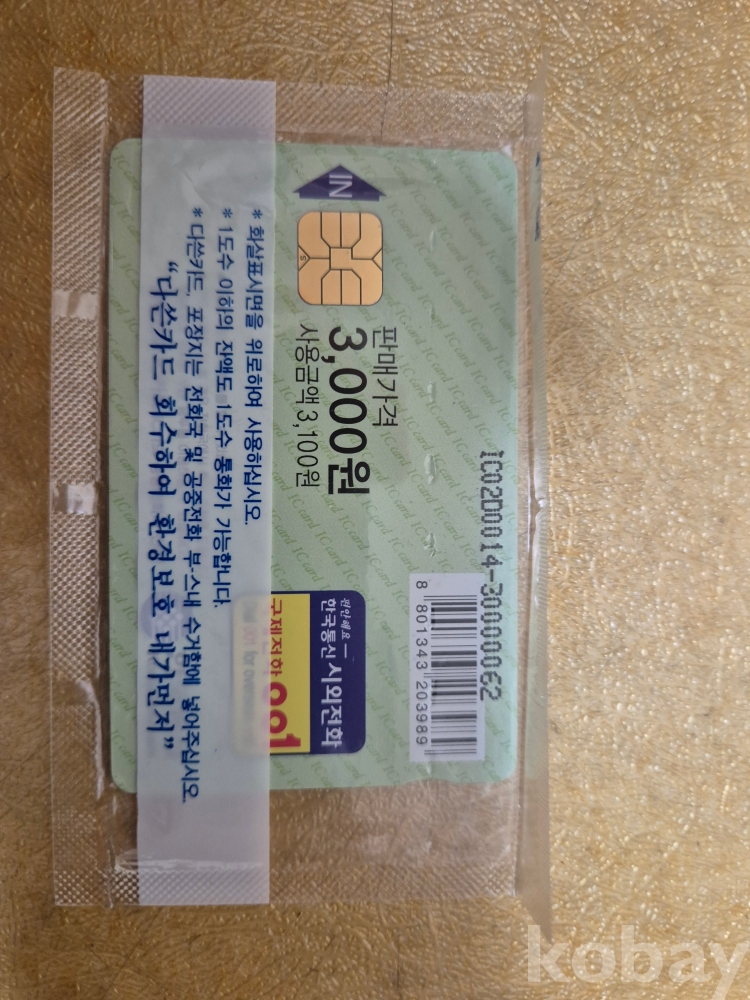 IC02D0014-30000062
8 801343 203989
IN
판매가격
3,000원
사용금액 3,100원
편안해요
한국통신 시외전화
국제전화 001
for over
* 화살표시면을 위로하여 사용하십시오.
* 1도수 이하의 잔액도 1도수 통화가 가능합니다.
* 다쓴카드, 포장지는 전화국 및 공중전화 부-스내 수거함에 넣어주십시오.
"다쓴카드 회수하여 환경보호 내가먼저"
kobay